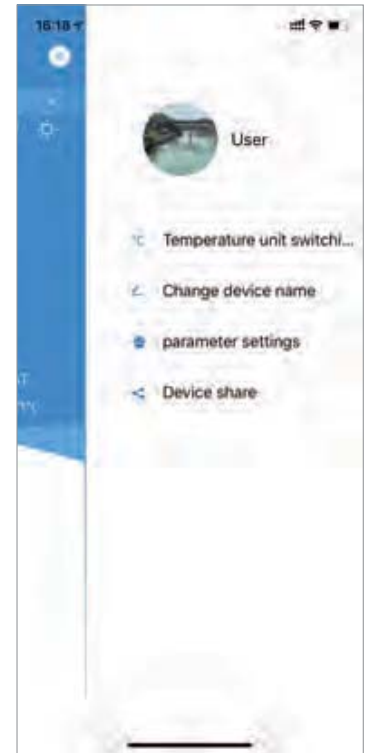 16:18
User
°C Temperature unit switchi...
Change device name
parameter settings
Device share